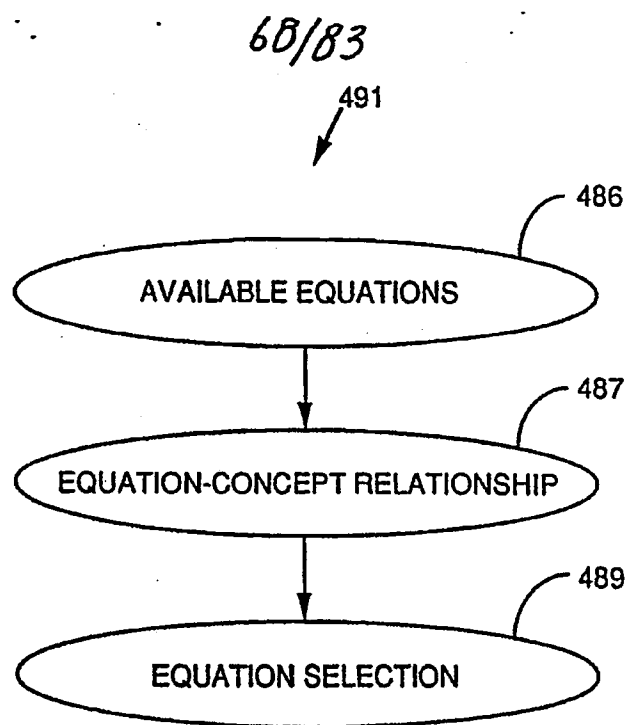 68/83
491
486
AVAILABLE EQUATIONS
487
EQUATION-CONCEPT RELATIONSHIP
489
EQUATION SELECTION